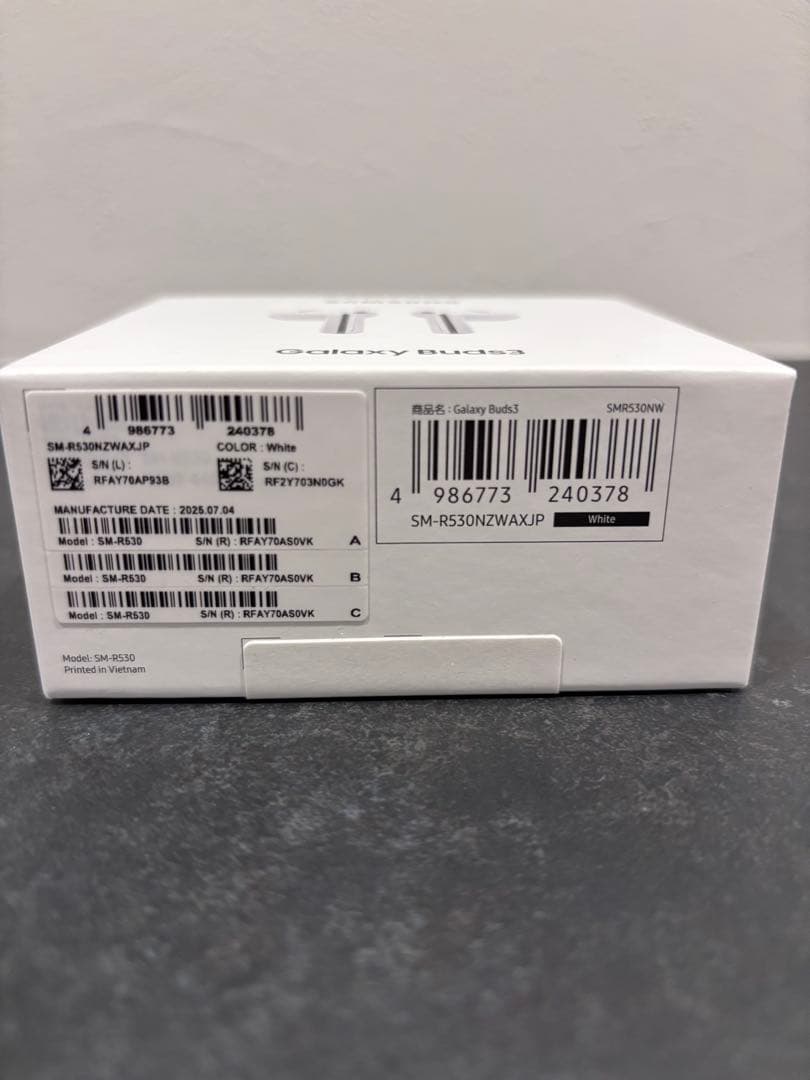 Galaxy Buds3
4 986773 240378
SM-R530NZWAXJP COLOR : White
S/N (L) :
RFAY70AP93B
S/N (C) :
RF2Y703N0GK
MANUFACTURE DATE : 2025.07.04
Model : SM-R530 S/N (R) : RFAY70AS0VK A
Model : SM-R530 S/N (R) : RFAY70AS0VK B
Model : SM-R530 S/N (R) : RFAY70AS0VK C
商品名 : Galaxy Buds3 SMR530NW
4 986773 240378
SM-R530NZWAXJP White
Model: SM-R530
Printed in Vietnam